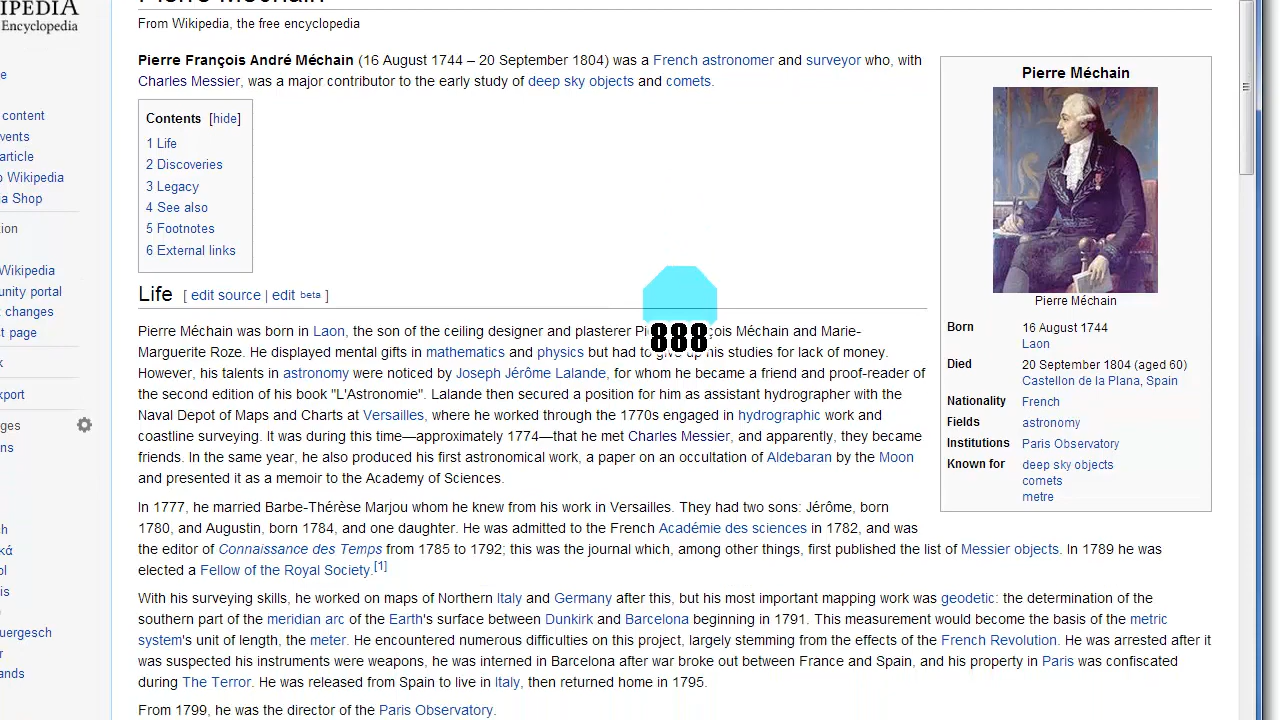 IPEDIA
Encyclopedia
content
vents
article
Wikipedia
a Shop
Wikipedia
unity portal
changes
t page
xport
ges
uergesch
ands
From Wikipedia, the free encyclopedia
Pierre François André Méchain (16 August 1744 – 20 September 1804) was a French astronomer and surveyor who, with
Charles Messier, was a major contributor to the early study of deep sky objects and comets.
Contents [hide]
1 Life
2 Discoveries
3 Legacy
4 See also
5 Footnotes
6 External links
Life [ edit source | edit beta ]
Pierre Méchain was born in Laon, the son of the ceiling designer and plasterer Pi çois Méchain and Marie-
Marguerite Roze. He displayed mental gifts in mathematics and physics but had to give up his studies for lack of money.
However, his talents in astronomy were noticed by Joseph Jérôme Lalande, for whom he became a friend and proof-reader of
the second edition of his book "L'Astronomie". Lalande then secured a position for him as assistant hydrographer with the
Naval Depot of Maps and Charts at Versailles, where he worked through the 1770s engaged in hydrographic work and
coastline surveying. It was during this time—approximately 1774—that he met Charles Messier, and apparently, they became
friends. In the same year, he also produced his first astronomical work, a paper on an occultation of Aldebaran by the Moon
and presented it as a memoir to the Academy of Sciences.
In 1777, he married Barbe-Thérèse Marjou whom he knew from his work in Versailles. They had two sons: Jérôme, born
1780, and Augustin, born 1784, and one daughter. He was admitted to the French Académie des sciences in 1782, and was
the editor of Connaissance des Temps from 1785 to 1792; this was the journal which, among other things, first published the list of Messier objects. In 1789 he was
elected a Fellow of the Royal Society.[1]
With his surveying skills, he worked on maps of Northern Italy and Germany after this, but his most important mapping work was geodetic: the determination of the
southern part of the meridian arc of the Earth's surface between Dunkirk and Barcelona beginning in 1791. This measurement would become the basis of the metric
system's unit of length, the meter. He encountered numerous difficulties on this project, largely stemming from the effects of the French Revolution. He was arrested after it
was suspected his instruments were weapons, he was interned in Barcelona after war broke out between France and Spain, and his property in Paris was confiscated
during The Terror. He was released from Spain to live in Italy, then returned home in 1795.
From 1799, he was the director of the Paris Observatory.
888
Pierre Méchain
Pierre Méchain
Born 16 August 1744
Laon
Died 20 September 1804 (aged 60)
Castellon de la Plana, Spain
Nationality French
Fields astronomy
Institutions Paris Observatory
Known for deep sky objects
comets
metre